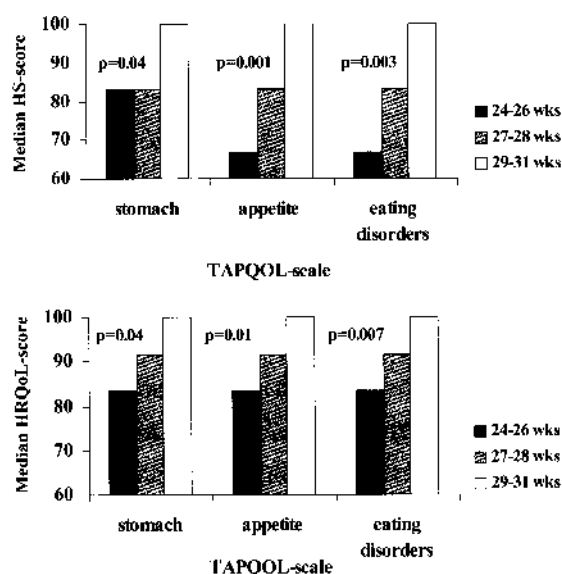 100
90
80
70
60
Median HS-score
p=0.04
p=0.001
p=0.003
24-26 wks
27-28 wks
29-31 wks
stomach
appetite
eating
disorders
TAPQOL-scale
100
90
80
70
60
Median HRQoL-score
p=0.04
p=0.01
p=0.007
24-26 wks
27-28 wks
29-31 wks
stomach
appetite
eating
disorders
TAPQOL-scale